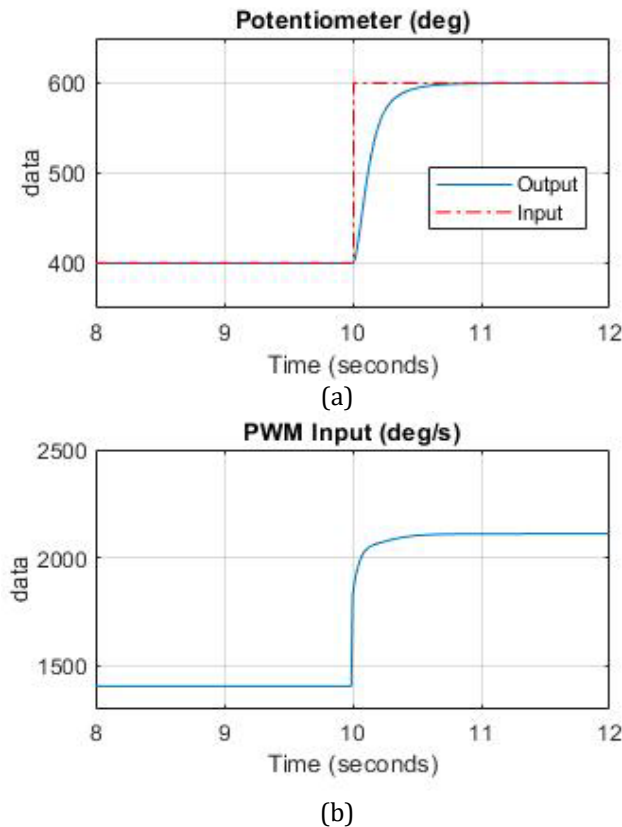 Potentiometer (deg)
600
500
400
data
Output
Input
8 9 10 11 12
Time (seconds)
(a)
PWM Input (deg/s)
2500
2000
1500
data
8 9 10 11 12
Time (seconds)
(b)